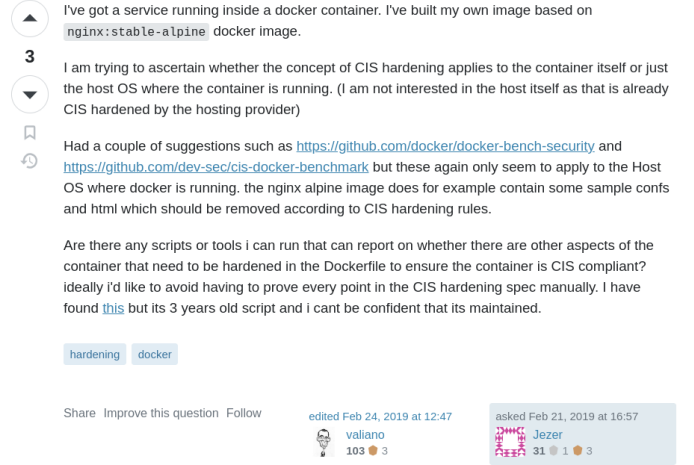 I've got a service running inside a docker container. I've built my own image based on
nginx:stable-alpine docker image.
3
I am trying to ascertain whether the concept of CIS hardening applies to the container itself or just
the host OS where the container is running. (I am not interested in the host itself as that is already
CIS hardened by the hosting provider)
Had a couple of suggestions such as https://github.com/docker/docker-bench-security and
https://github.com/dev-sec/cis-docker-benchmark but these again only seem to apply to the Host
OS where docker is running. the nginx alpine image does for example contain some sample confs
and html which should be removed according to CIS hardening rules.
Are there any scripts or tools i can run that can report on whether there are other aspects of the
container that need to be hardened in the Dockerfile to ensure the container is CIS compliant?
ideally i'd like to avoid having to prove every point in the CIS hardening spec manually. I have
found this but its 3 years old script and i cant be confident that its maintained.
hardening docker
Share Improve this question Follow
edited Feb 24, 2019 at 12:47
valiano
103 3
asked Feb 21, 2019 at 16:57
Jezer
31 1 3